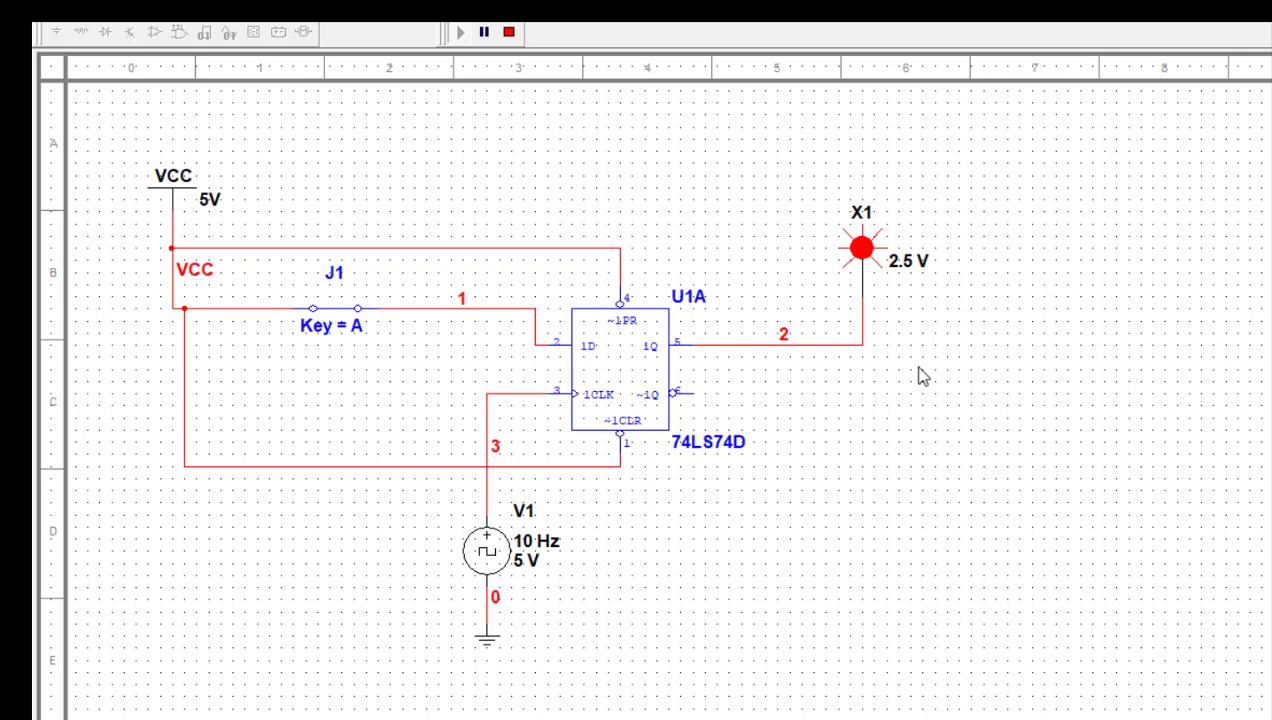 0 1 2 3 4 5 6 7 8
A
VCC
5V
X1
B
VCC
J1
2.5 V
1
4
U1A
Key = A
~1PR
2
2 1D 1Q 5
C
3 1CLK ~1Q 6
~1CLR
3
1
74LS74D
V1
D
10 Hz
5 V
0
E